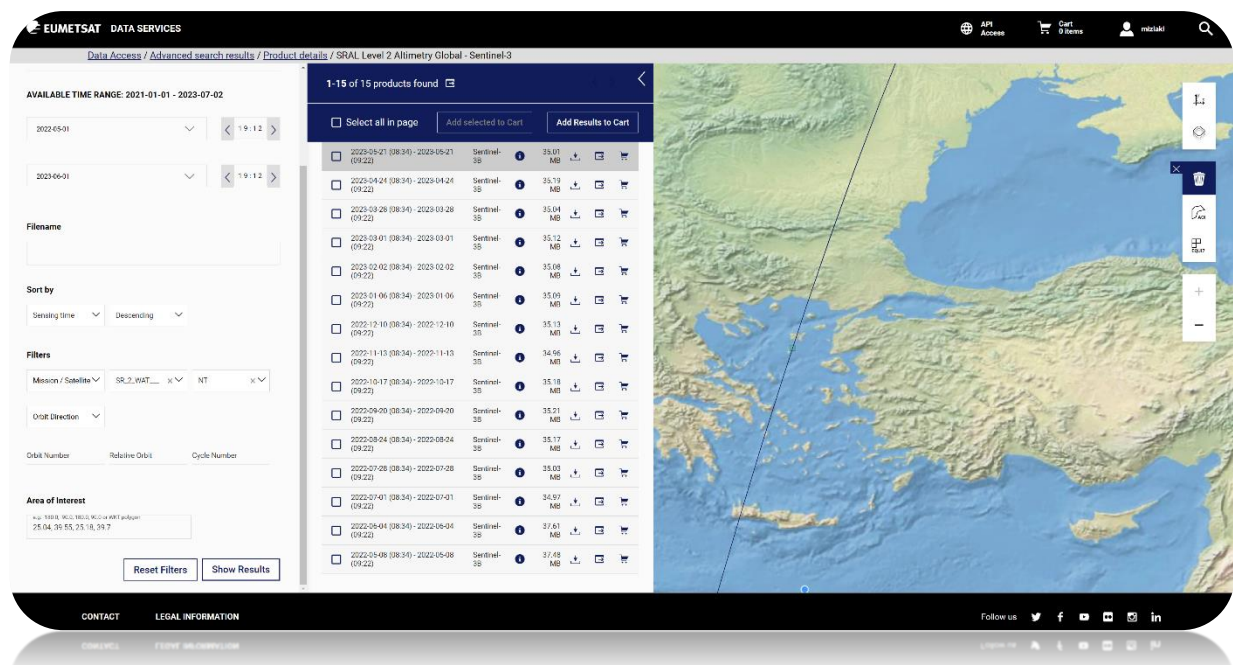 EUMETSAT DATA SERVICES
API Access
Cart 0 items
miziaki
Data Access / Advanced search results / Product details / SRAL Level 2 Altimetry Global - Sentinel-3
AVAILABLE TIME RANGE: 2021-01-01 - 2023-07-02
2022-05-01 19:12
2023-06-01 19:12
Filename
Sort by
Sensing time Descending
Filters
Mission / Satellite SR_2_WAT___ x NT x
Orbit Direction
Orbit Number Relative Orbit Cycle Number
Area of Interest
e.g. 180.0, -90.0, 180.0, 90.0 or WKT polygon
25.04, 39.55, 25.18, 39.7
Reset Filters Show Results
1-15 of 15 products found
Select all in page Add selected to Cart Add Results to Cart
2023-05-21 (08:34) - 2023-05-21 (09:22) Sentinel-3B 35.01 MB
2023-04-24 (08:34) - 2023-04-24 (09:22) Sentinel-3B 35.19 MB
2023-03-28 (08:34) - 2023-03-28 (09:22) Sentinel-3B 35.04 MB
2023-03-01 (08:34) - 2023-03-01 (09:22) Sentinel-3B 35.12 MB
2023-02-02 (08:34) - 2023-02-02 (09:22) Sentinel-3B 35.08 MB
2023-01-06 (08:34) - 2023-01-06 (09:22) Sentinel-3B 35.09 MB
2022-12-10 (08:34) - 2022-12-10 (09:22) Sentinel-3B 35.13 MB
2022-11-13 (08:34) - 2022-11-13 (09:22) Sentinel-3B 34.96 MB
2022-10-17 (08:34) - 2022-10-17 (09:22) Sentinel-3B 35.18 MB
2022-09-20 (08:34) - 2022-09-20 (09:22) Sentinel-3B 35.21 MB
2022-08-24 (08:34) - 2022-08-24 (09:22) Sentinel-3B 35.17 MB
2022-07-28 (08:34) - 2022-07-28 (09:22) Sentinel-3B 35.03 MB
2022-07-01 (08:34) - 2022-07-01 (09:22) Sentinel-3B 34.97 MB
2022-06-04 (08:34) - 2022-06-04 (09:22) Sentinel-3B 37.61 MB
2022-05-08 (08:34) - 2022-05-08 (09:22) Sentinel-3B 37.48 MB
AOI
CONTACT LEGAL INFORMATION
Follow us